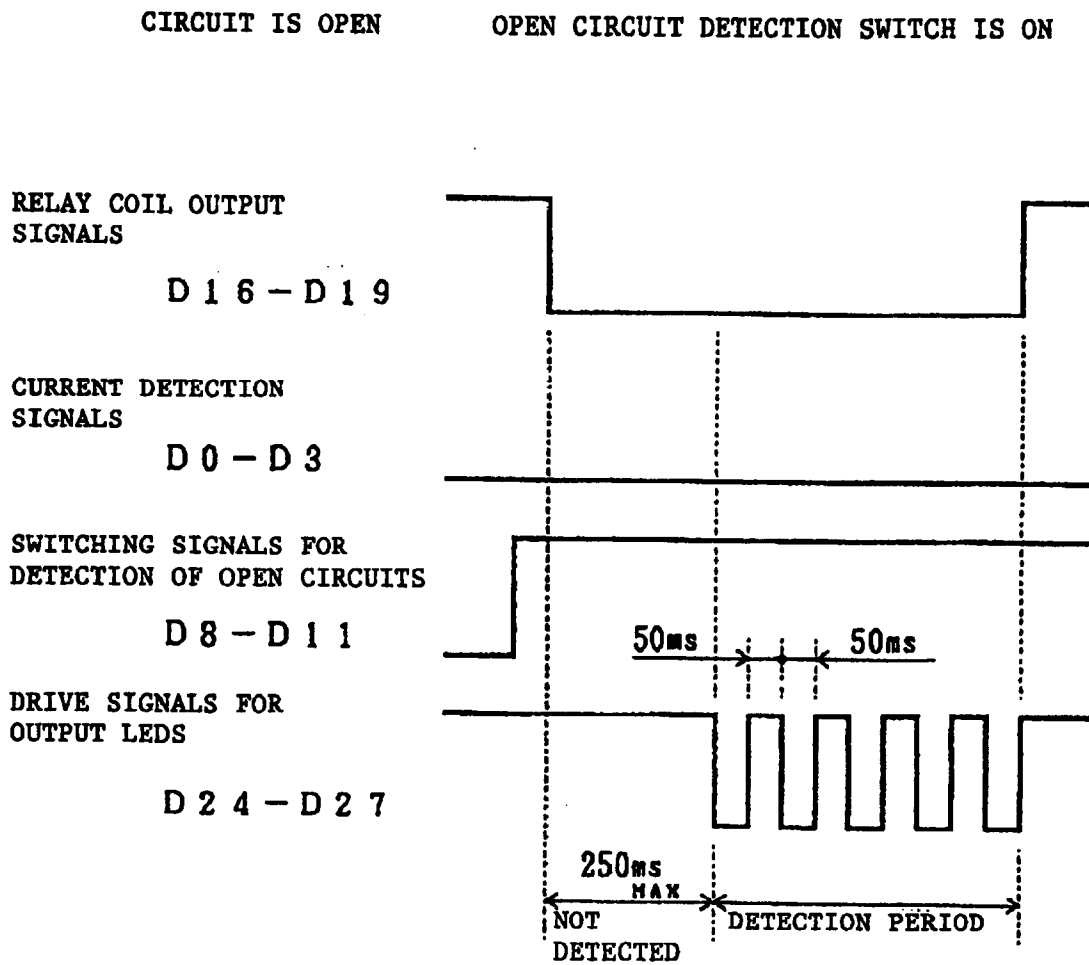 CIRCUIT IS OPEN
OPEN CIRCUIT DETECTION SWITCH IS ON
RELAY COIL OUTPUT
SIGNALS
D16-D19
CURRENT DETECTION
SIGNALS
D0-D3
SWITCHING SIGNALS FOR
DETECTION OF OPEN CIRCUITS
D8-D11
50ms
50ms
DRIVE SIGNALS FOR
OUTPUT LEDS
D24-D27
250ms
MAX
NOT
DETECTED
DETECTION PERIOD